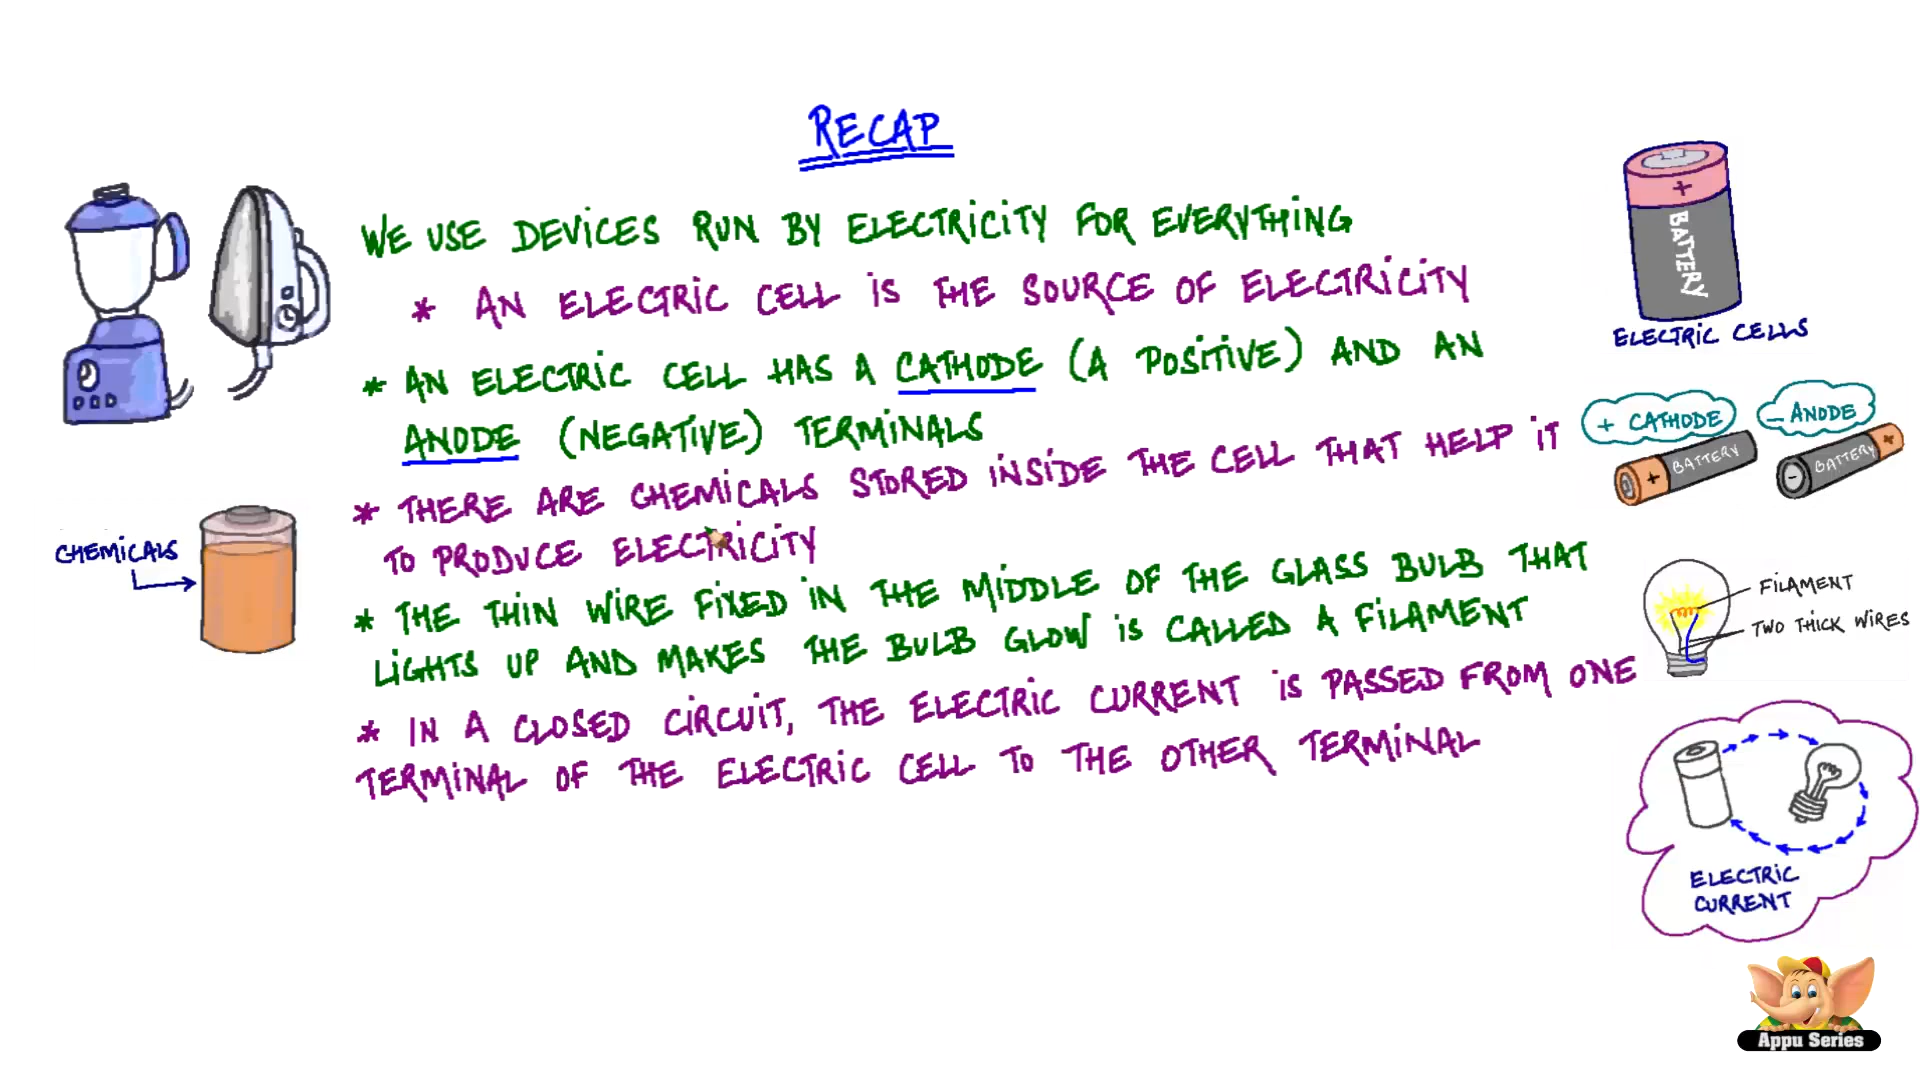 RECAP
WE USE DEVICES RUN BY ELECTRICITY FOR EVERYTHING
* AN ELECTRIC CELL IS THE SOURCE OF ELECTRICITY
* AN ELECTRIC CELL HAS A CATHODE (A POSITIVE) AND AN
ANODE (NEGATIVE) TERMINALS
* THERE ARE CHEMICALS STORED INSIDE THE CELL THAT HELP IT
TO PRODUCE ELECTRICITY
* THE THIN WIRE FIXED IN THE MIDDLE OF THE GLASS BULB THAT
LIGHTS UP AND MAKES THE BULB GLOW IS CALLED A FILAMENT
* IN A CLOSED CIRCUIT, THE ELECTRIC CURRENT IS PASSED FROM ONE
TERMINAL OF THE ELECTRIC CELL TO THE OTHER TERMINAL
CHEMICALS
+
BATTERY
ELECTRIC CELLS
+ CATHODE
- ANODE
+ BATTERY
- BATTERY +
FILAMENT
TWO THICK WIRES
ELECTRIC
CURRENT
Appu Series